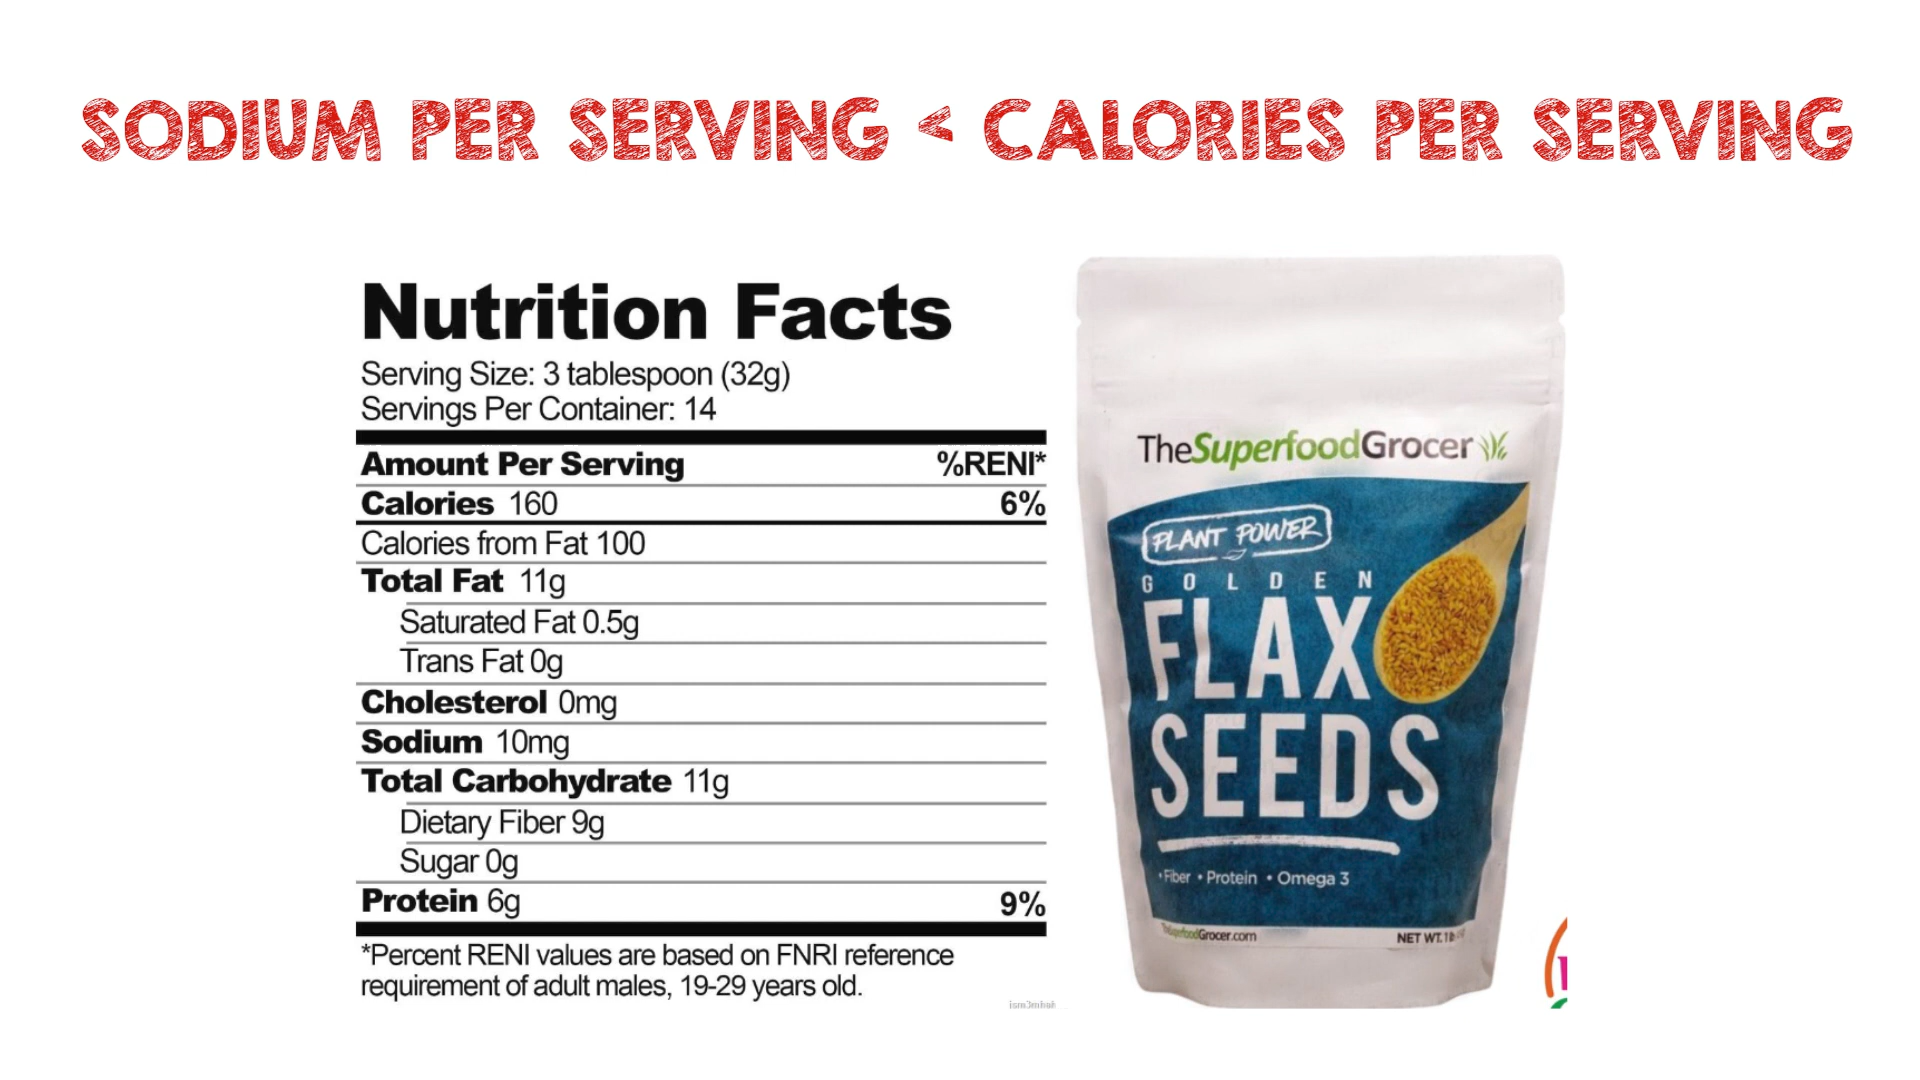 SODIUM PER SERVING < CALORIES PER SERVING
Nutrition Facts
Serving Size: 3 tablespoon (32g)
Servings Per Container: 14
Amount Per Serving %RENI*
Calories 160 6%
Calories from Fat 100
Total Fat 11g
Saturated Fat 0.5g
Trans Fat 0g
Cholesterol 0mg
Sodium 10mg
Total Carbohydrate 11g
Dietary Fiber 9g
Sugar 0g
Protein 6g 9%
*Percent RENI values are based on FNRI reference
requirement of adult males, 19-29 years old.
TheSuperfoodGrocer
PLANT POWER
GOLDEN
FLAX
SEEDS
• Fiber • Protein • Omega 3
TheSuperfoodGrocer.com NET WT. 1 lb